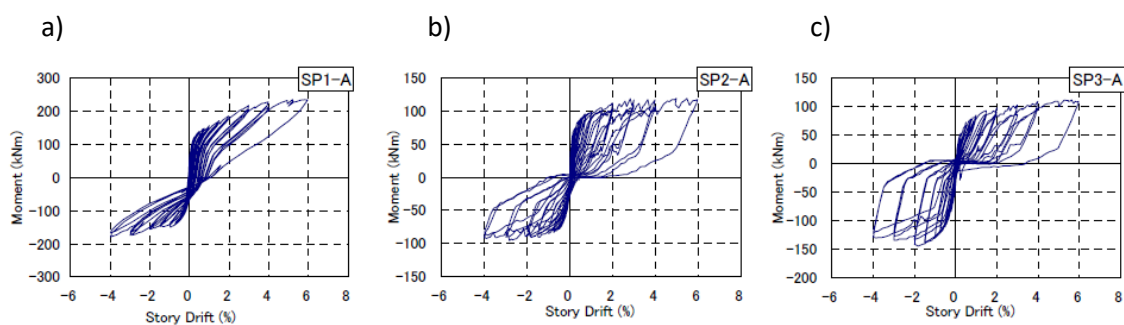 a)
b)
c)
SP1-A
300
200
100
0
-100
-200
-300
Moment (kNm)
-6 -4 -2 0 2 4 6 8
Story Drift (%)
SP2-A
150
100
50
0
-50
-100
-150
Moment (kNm)
-6 -4 -2 0 2 4 6 8
Story Drift (%)
SP3-A
150
100
50
0
-50
-100
-150
-200
Moment (kNm)
-6 -4 -2 0 2 4 6 8
Story Drift (%)